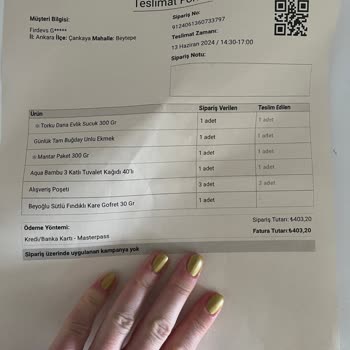 Teslimat
Müşteri Bilgisi:
Firdevs G*****
İl: Ankara İlçe: Çankaya Mahalle: Beytepe
Sipariş No:
9124061360733797
Teslimat Zamanı:
13 Haziran 2024 / 14:30-17:00
Sipariş Notu:
Ürün Sipariş Verilen Teslim Edilen
Torku Dana Evlik Sucuk 300 Gr 1 adet 1 adet
Günlük Tam Buğday Unlu Ekmek 1 adet 1 adet
Mantar Paket 300 Gr 1 adet 1 adet
Aqua Bambu 3 Katlı Tuvalet Kağıdı 40'lı 1 adet 1 adet
Alışveriş Poşeti 3 adet 3 adet
Beyoğlu Sütlü Fındıklı Kare Gofret 30 Gr 1 adet -
Sipariş Tutarı: ₺403,20
Fatura Tutarı: ₺403,20
Ödeme Yöntemi:
Kredi/Banka Kartı - Masterpass
Sipariş üzerinde uygulanan kampanya yok